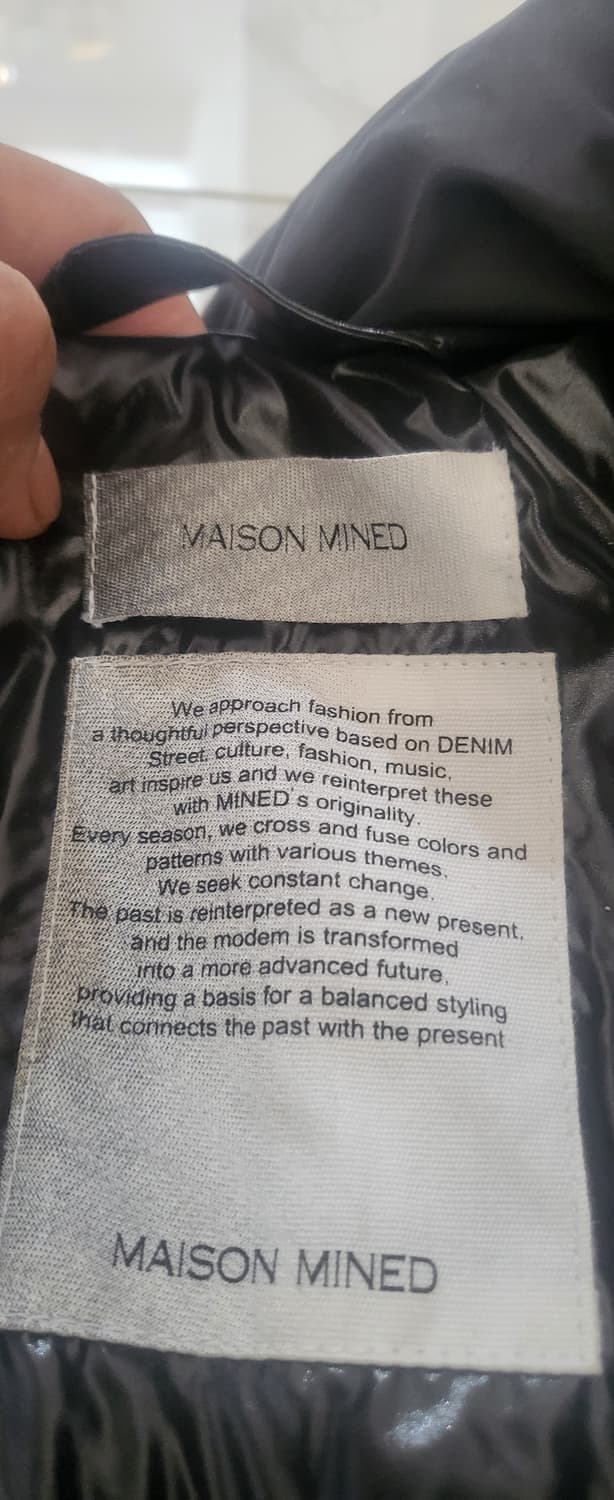 MAISON MINED
We approach fashion from
a thoughtful perspective based on DENIM
Street, culture, fashion, music,
art inspire us and we reinterpret these
with MINED's originality.
Every season, we cross and fuse colors and
patterns with various themes.
We seek constant change.
The past is reinterpreted as a new present,
and the modem is transformed
into a more advanced future,
providing a basis for a balanced styling
that connects the past with the present
MAISON MINED